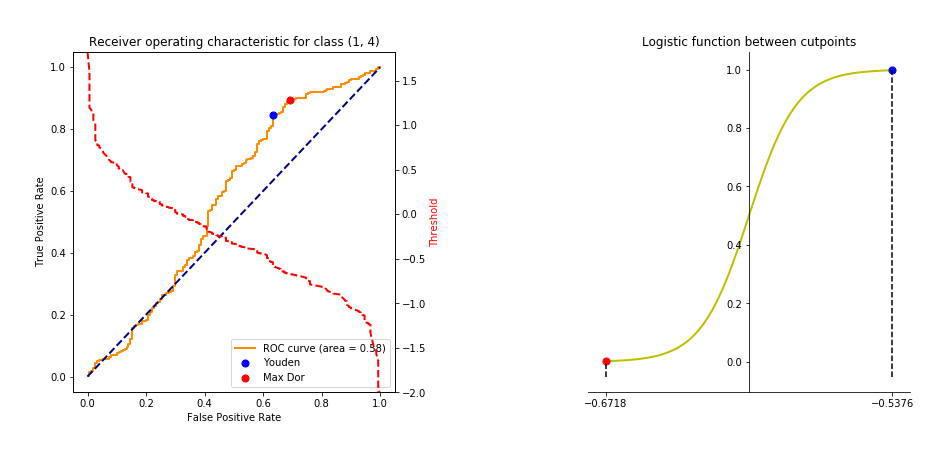 Receiver operating characteristic for class (1, 4)
1.0
0.8
0.6
0.4
0.2
0.0
True Positive Rate
0.0 0.2 0.4 0.6 0.8 1.0
False Positive Rate
1.5
1.0
0.5
0.0
−0.5
−1.0
−1.5
−2.0
Threshold
ROC curve (area = 0.58)
Youden
Max Dor
Logistic function between cutpoints
1.0
0.8
0.6
0.4
0.2
0.0
−0.6718 −0.5376